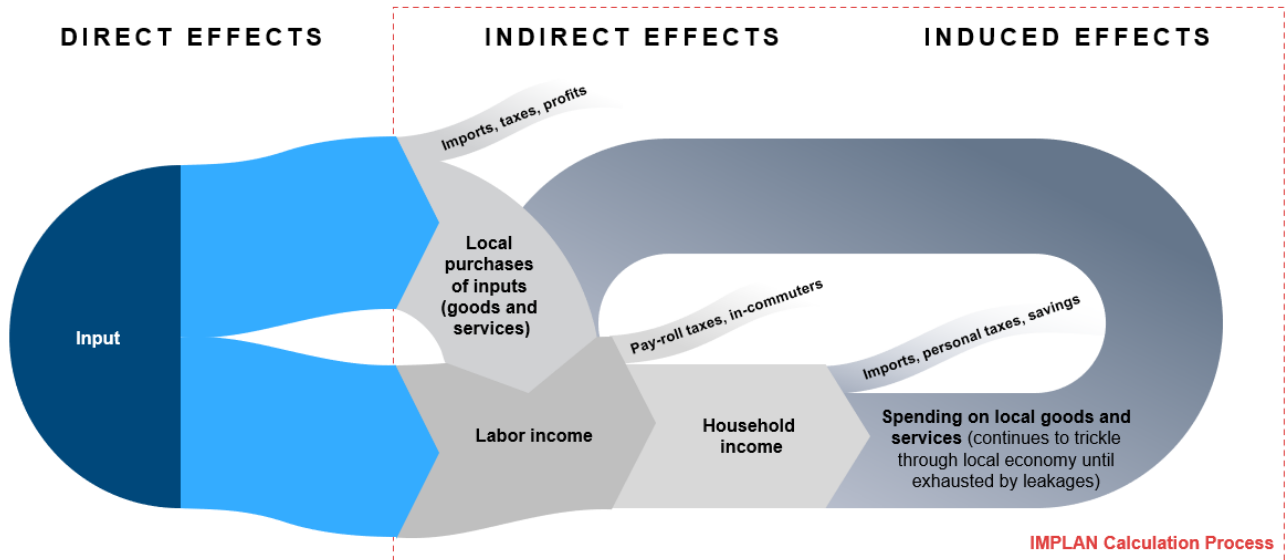 DIRECT EFFECTS
INDIRECT EFFECTS
INDUCED EFFECTS
Imports, taxes, profits
Local
purchases
of inputs
(goods and
services)
Input
Pay-roll taxes, in-commuters
Imports, personal taxes, savings
Labor income
Household
income
Spending on local goods and
services (continues to trickle
through local economy until
exhausted by leakages)
IMPLAN Calculation Process